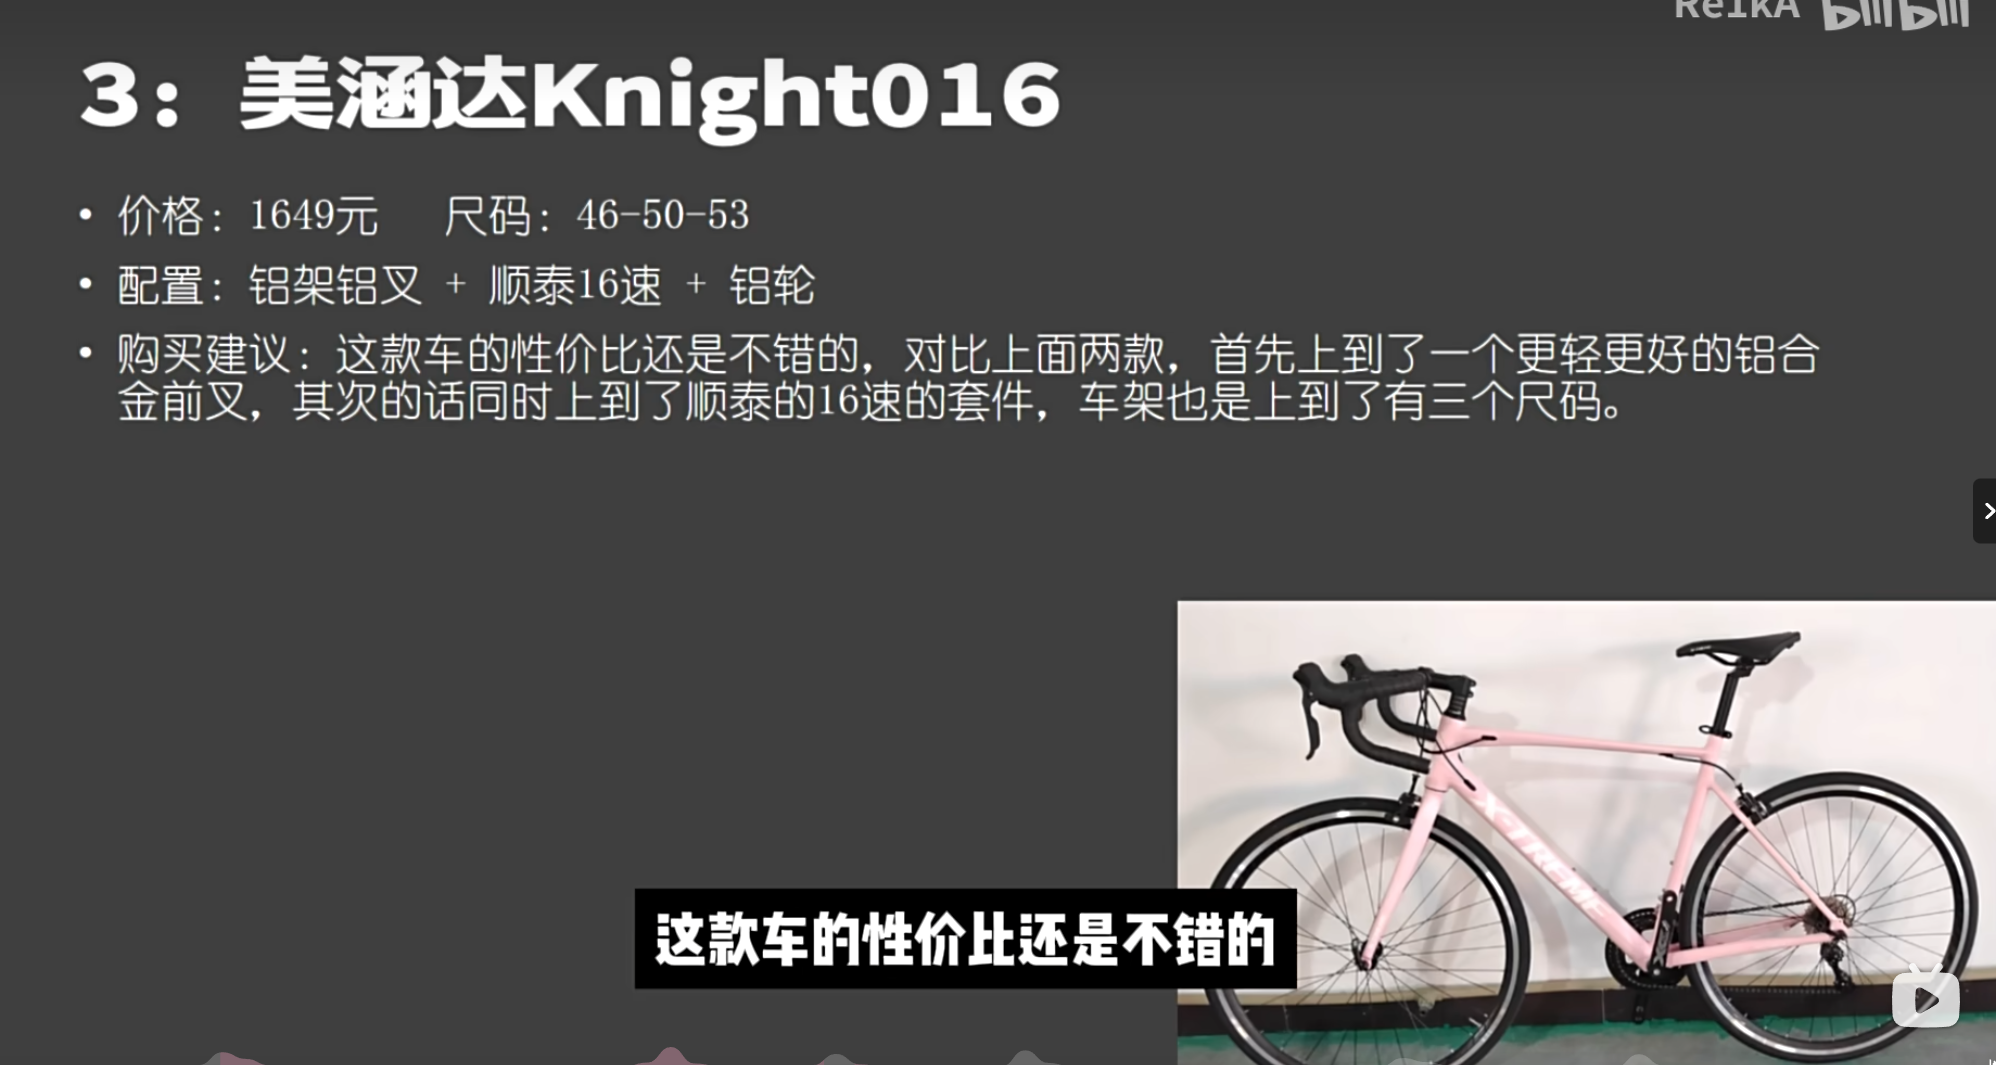 Re1kA bilibili
3：美涵达Knight016
• 价格：1649元 尺码：46-50-53
• 配置：铝架铝叉 + 顺泰16速 + 铝轮
• 购买建议：这款车的性价比还是不错的，对比上面两款，首先上到了一个更轻更好的铝合
金前叉，其次的话同时上到了顺泰的16速的套件，车架也是上到了有三个尺码。
X-TREME
这款车的性价比还是不错的